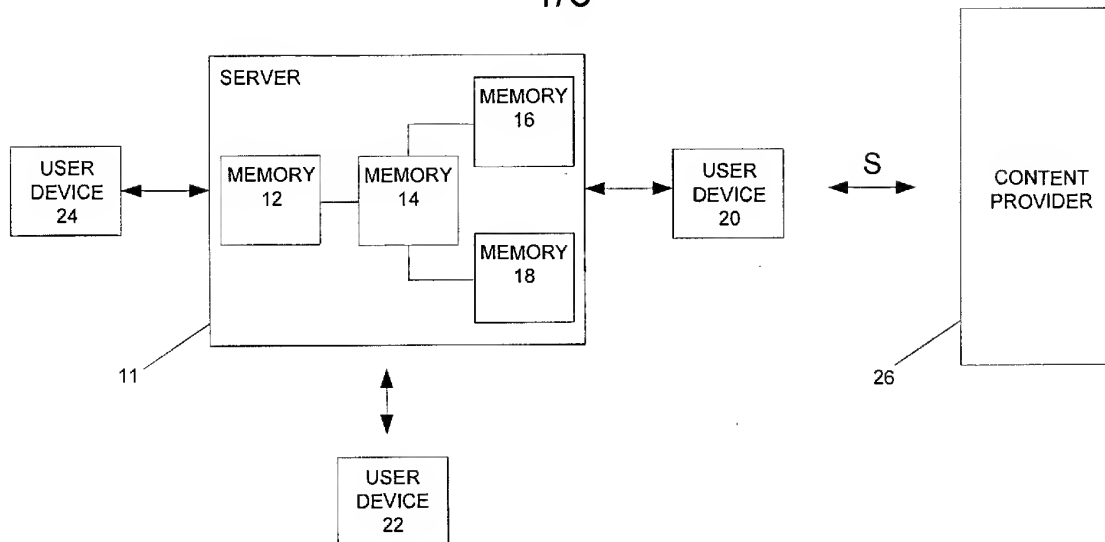 SERVER
MEMORY
16
USER
DEVICE
24
MEMORY
12
MEMORY
14
MEMORY
18
USER
DEVICE
20
S
CONTENT
PROVIDER
11
26
USER
DEVICE
22